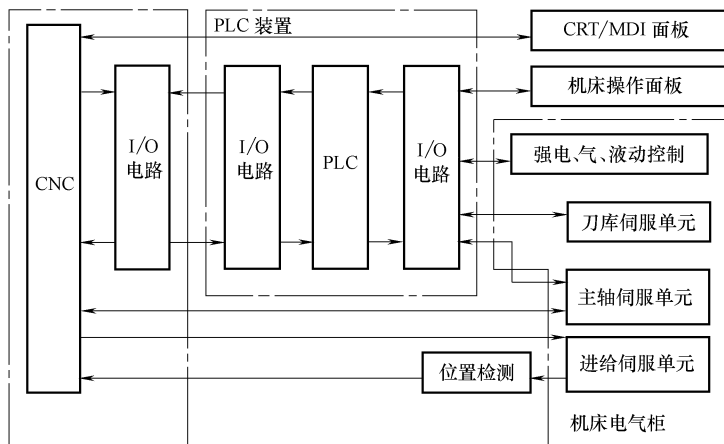 PLC 装置
CRT/MDI 面板
机床操作面板
CNC
I/O
电路
I/O
电路
PLC
I/O
电路
强电、气、液动控制
刀库伺服单元
主轴伺服单元
进给伺服单元
位置检测
机床电气柜